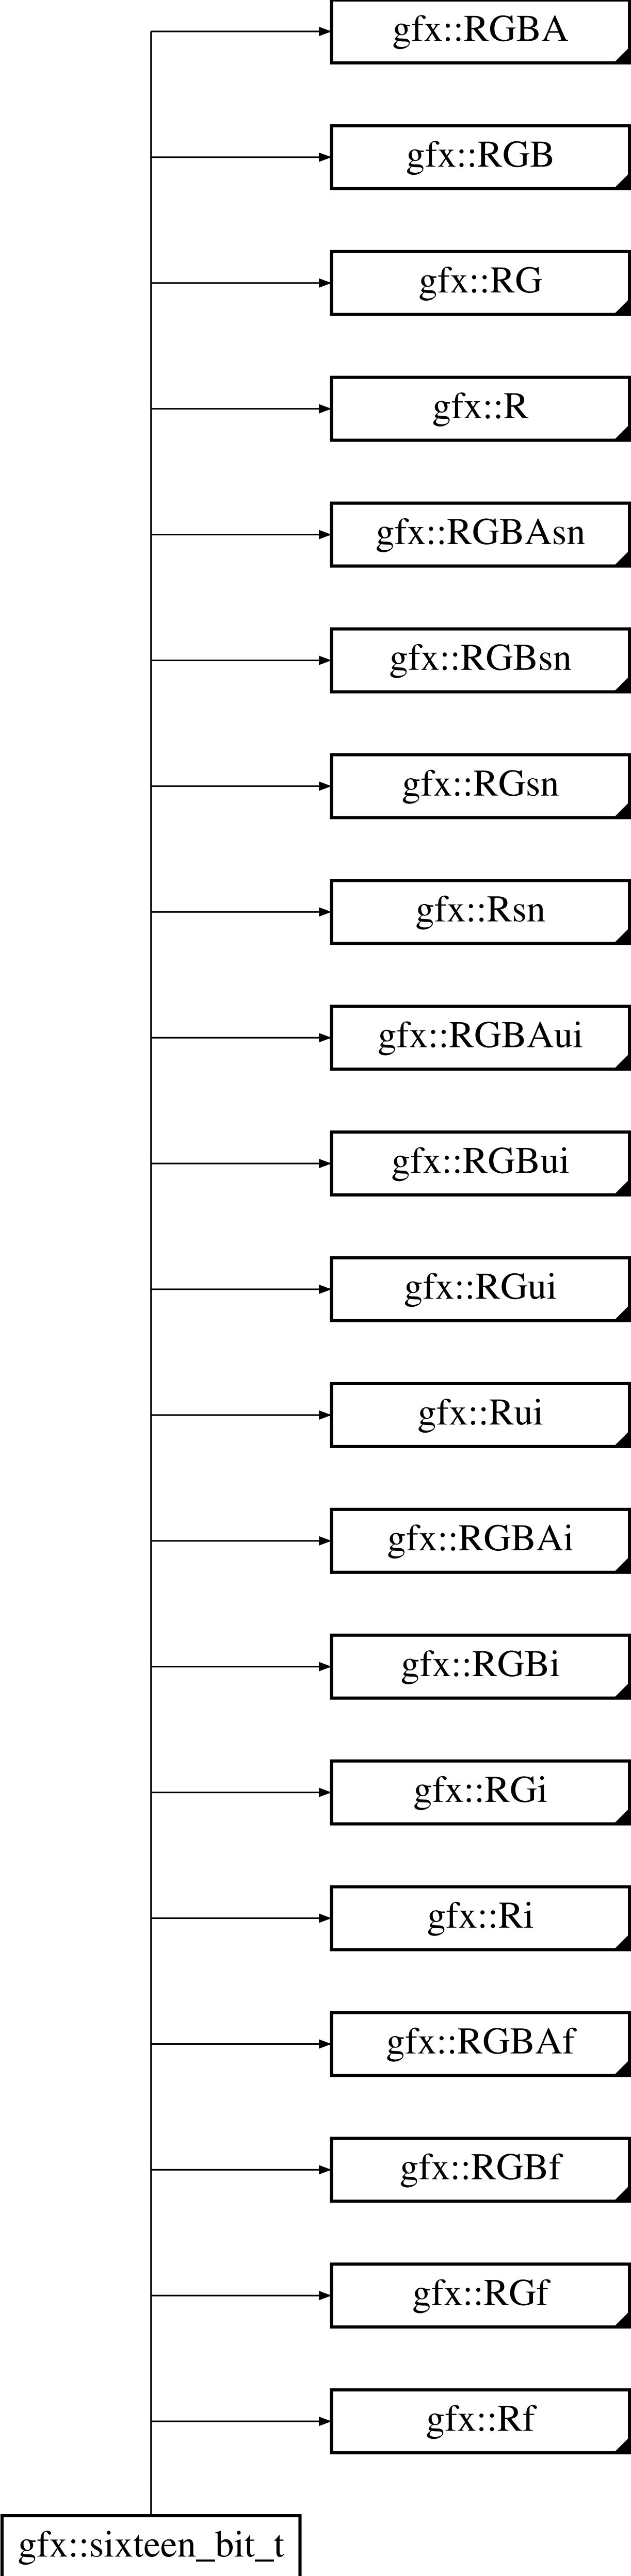 gfx::RGBA
gfx::RGB
gfx::RG
gfx::R
gfx::RGBAsn
gfx::RGBsn
gfx::RGsn
gfx::Rsn
gfx::RGBAui
gfx::RGBui
gfx::RGui
gfx::Rui
gfx::RGBAi
gfx::RGBi
gfx::RGi
gfx::Ri
gfx::RGBAf
gfx::RGBf
gfx::RGf
gfx::Rf
gfx::sixteen_bit_t